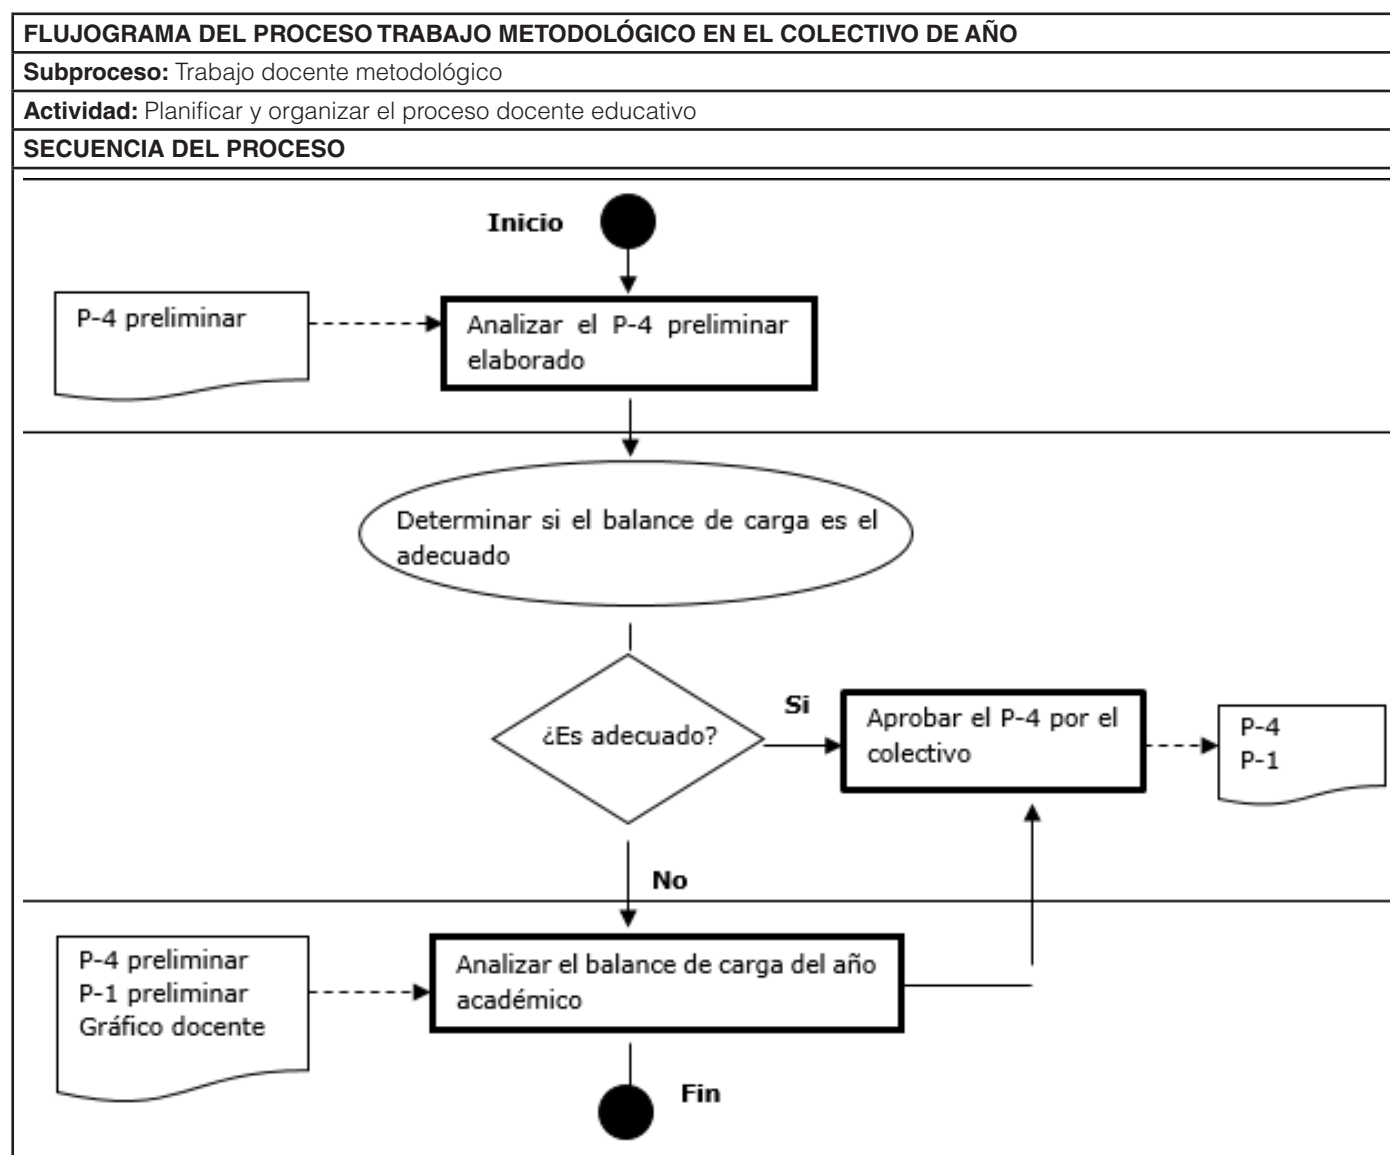 FLUJOGRAMA DEL PROCESO TRABAJO METODOLÓGICO EN EL COLECTIVO DE AÑO
Subproceso: Trabajo docente metodológico
Actividad: Planificar y organizar el proceso docente educativo
SECUENCIA DEL PROCESO
Inicio
P-4 preliminar
Analizar el P-4 preliminar
elaborado
Determinar si el balance de carga es el
adecuado
¿Es adecuado?
Si
Aprobar el P-4 por el
colectivo
P-4
P-1
No
P-4 preliminar
P-1 preliminar
Gráfico docente
Analizar el balance de carga del año
académico
Fin